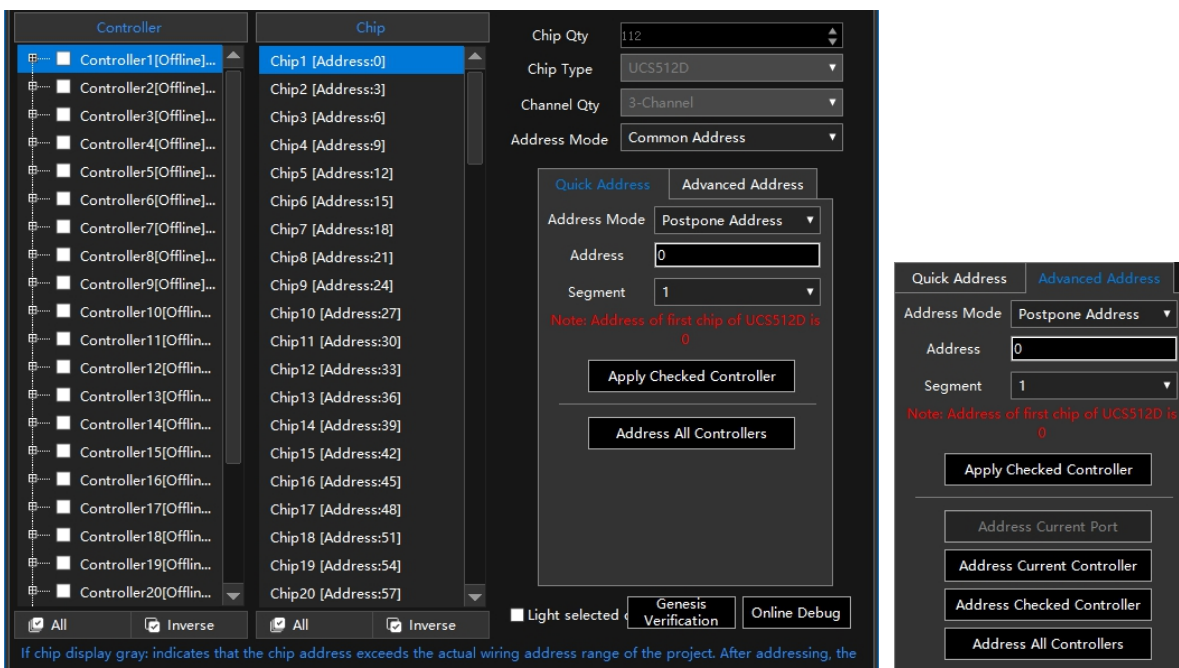 Controller
Controller1[Offline]...
Controller2[Offline]...
Controller3[Offline]...
Controller4[Offline]...
Controller5[Offline]...
Controller6[Offline]...
Controller7[Offline]...
Controller8[Offline]...
Controller9[Offline]...
Controller10[Offlin...
Controller11[Offlin...
Controller12[Offlin...
Controller13[Offlin...
Controller14[Offlin...
Controller15[Offlin...
Controller16[Offlin...
Controller17[Offlin...
Controller18[Offlin...
Controller19[Offlin...
Controller20[Offlin...
All Inverse
Chip
Chip1 [Address:0]
Chip2 [Address:3]
Chip3 [Address:6]
Chip4 [Address:9]
Chip5 [Address:12]
Chip6 [Address:15]
Chip7 [Address:18]
Chip8 [Address:21]
Chip9 [Address:24]
Chip10 [Address:27]
Chip11 [Address:30]
Chip12 [Address:33]
Chip13 [Address:36]
Chip14 [Address:39]
Chip15 [Address:42]
Chip16 [Address:45]
Chip17 [Address:48]
Chip18 [Address:51]
Chip19 [Address:54]
Chip20 [Address:57]
All Inverse
Chip Qty 112
Chip Type UCS512D
Channel Qty 3-Channel
Address Mode Common Address
Quick Address Advanced Address
Address Mode Postpone Address
Address 0
Segment 1
Note: Address of first chip of UCS512D is
0
Apply Checked Controller
Address All Controllers
Light selected
Genesis
Verification
Online Debug
If chip display gray: indicates that the chip address exceeds the actual wiring address range of the project. After addressing, the
Quick Address Advanced Address
Address Mode Postpone Address
Address 0
Segment 1
Note: Address of first chip of UCS512D is
0
Apply Checked Controller
Address Current Port
Address Current Controller
Address Checked Controller
Address All Controllers